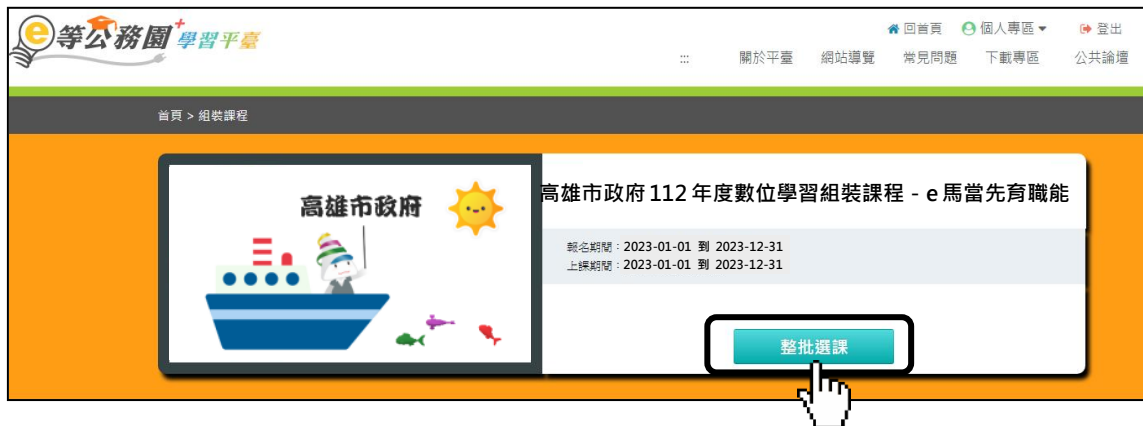 e等公務園+學習平臺
回首頁 個人專區▼ 登出
::: 關於平臺 網站導覽 常見問題 下載專區 公共論壇
首頁 > 組裝課程
高雄市政府
高雄市政府 112 年度數位學習組裝課程 - e 馬當先育職能
報名期間：2023-01-01 到 2023-12-31
上課期間：2023-01-01 到 2023-12-31
整批選課